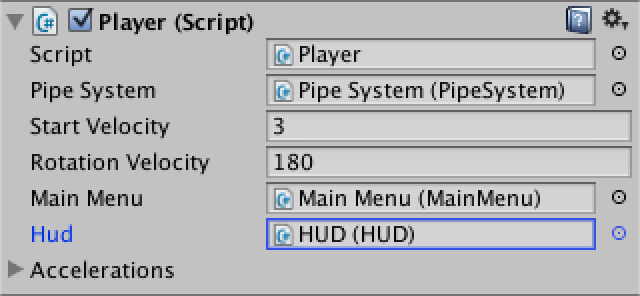 Player (Script)
Script Player
Pipe System Pipe System (PipeSystem)
Start Velocity 3
Rotation Velocity 180
Main Menu Main Menu (MainMenu)
Hud HUD (HUD)
Accelerations